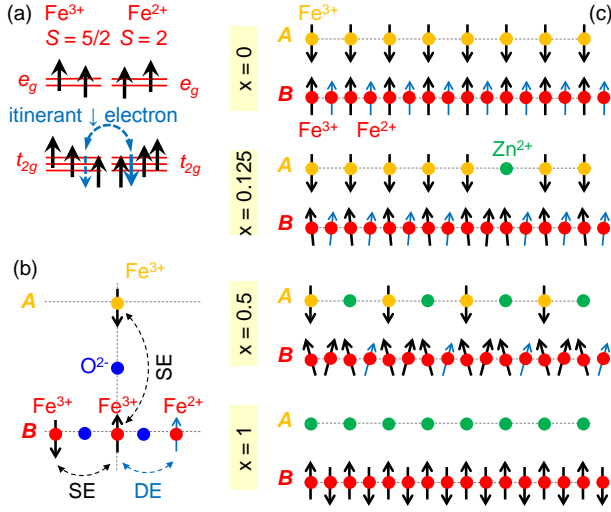 (a)
Fe3+ Fe2+
S = 5/2 S = 2
eg eg
itinerant ↓ electron
t2g t2g
(b)
Fe3+
A
SE
O2-
Fe3+ Fe3+ Fe2+
B
SE DE
(c)
Fe3+
x = 0
A
B
Fe3+ Fe2+
Zn2+
x = 0.125
A
B
x = 0.5
A
B
x = 1
A
B